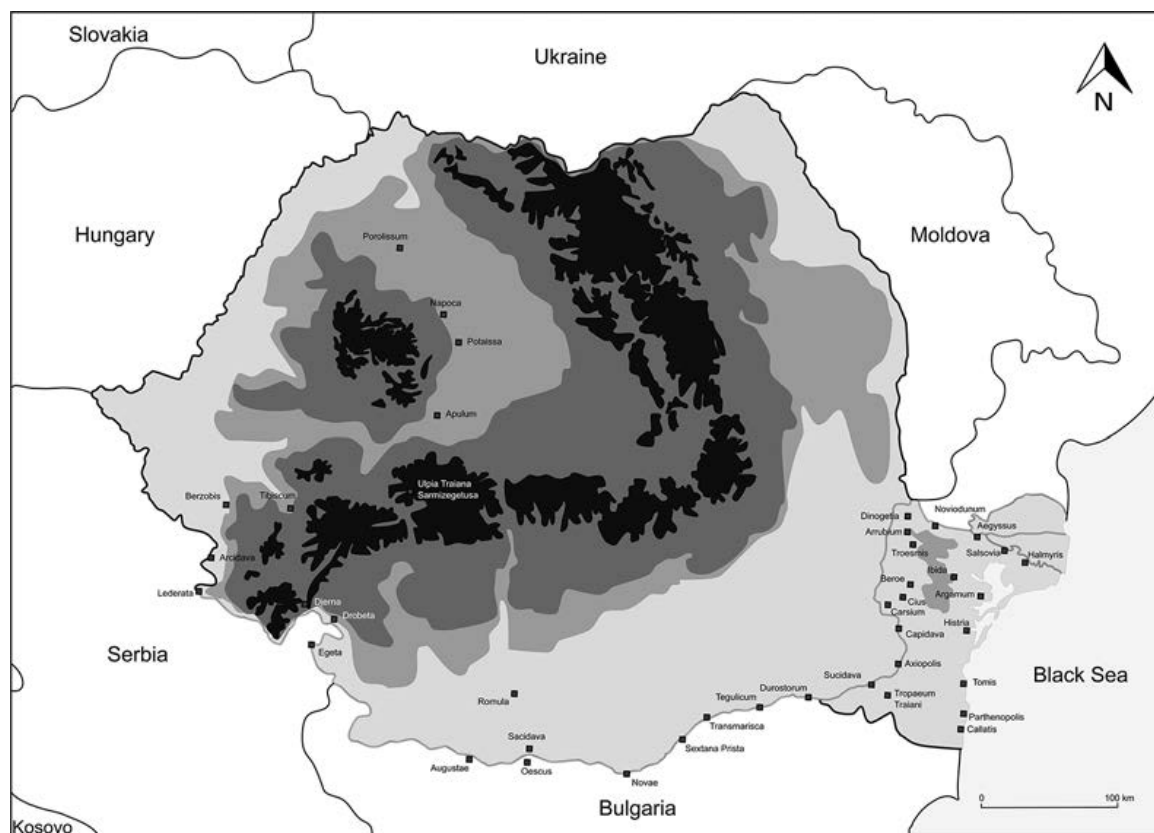 Slovakia
Ukraine
N
Hungary
Moldova
Porolissum
Napoca
Potaissa
Apulum
Ulpia Traiana
Sarmizegetusa
Berzobis
Tibiscum
Dinogetia
Noviodunum
Aegyssus
Arrubium
Troesmis
Salsovia
Halmyris
Arcidava
Ibida
Beroe
Argamum
Lederata
Cius
Carsium
Dierna
Drobeta
Capidava
Histria
Egeta
Serbia
Axiopolis
Black Sea
Sucidava
Tomis
Durostorum
Tropaeum
Traiani
Romula
Tegulicum
Parthenopolis
Transmarisca
Callatis
Sacidava
Sextana Prista
Augustae
Oescus
Novae
Bulgaria
0
100 km
Kosovo